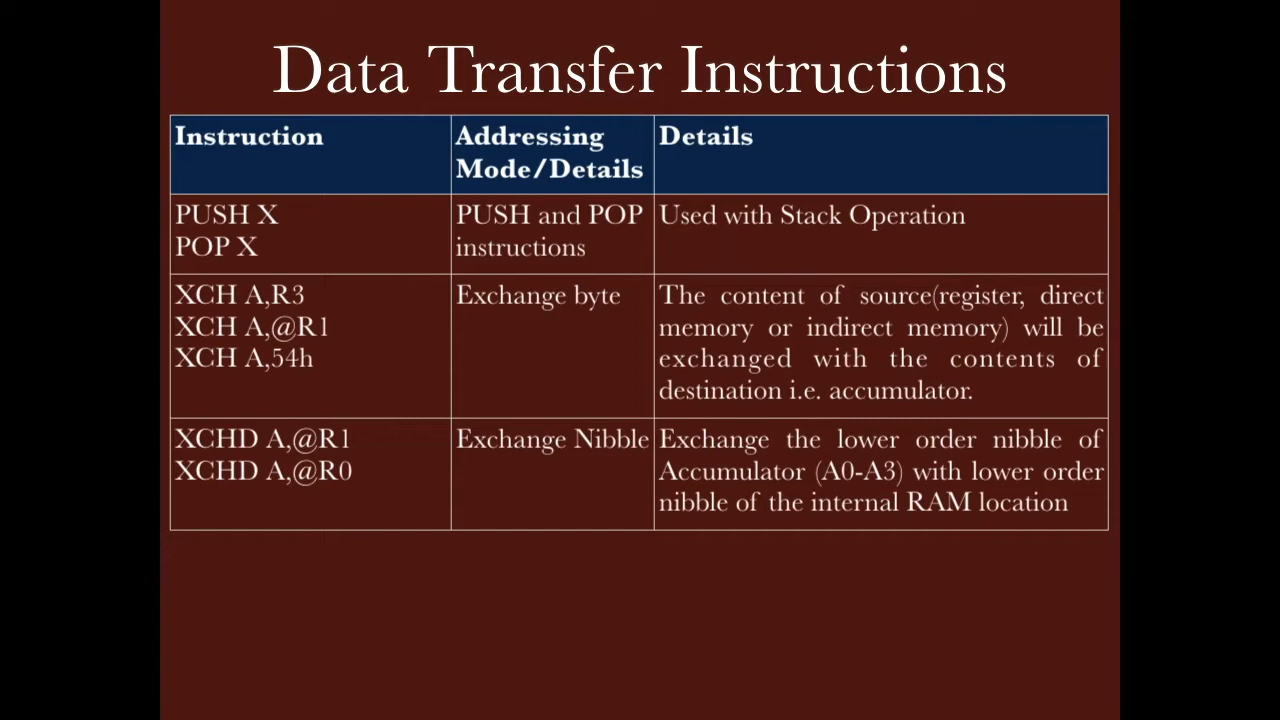 Data Transfer Instructions
Instruction
Addressing
Mode/Details
Details
PUSH X
POP X
PUSH and POP
instructions
Used with Stack Operation
XCH A,R3
XCH A,@R1
XCH A,54h
Exchange byte
The content of source(register, direct
memory or indirect memory) will be
exchanged with the contents of
destination i.e. accumulator.
XCHD A,@R1
XCHD A,@R0
Exchange Nibble
Exchange the lower order nibble of
Accumulator (A0-A3) with lower order
nibble of the internal RAM location